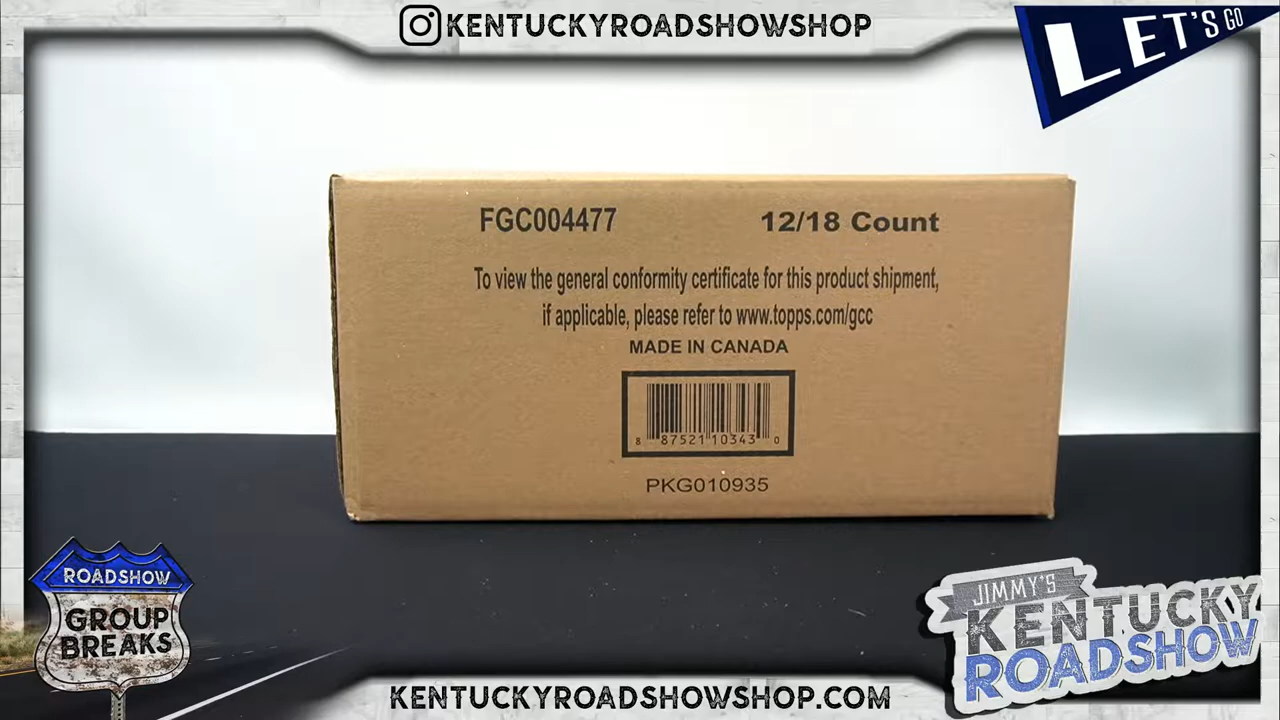 KENTUCKYROADSHOWSHOP
LET'S GO
FGC004477
12/18 Count
To view the general conformity certificate for this product shipment,
if applicable, please refer to www.topps.com/gcc
MADE IN CANADA
8 87521 10343 0
PKG010935
ROADSHOW
GROUP
BREAKS
JIMMY'S
KENTUCKY
ROADSHOW
KENTUCKYROADSHOWSHOP.COM